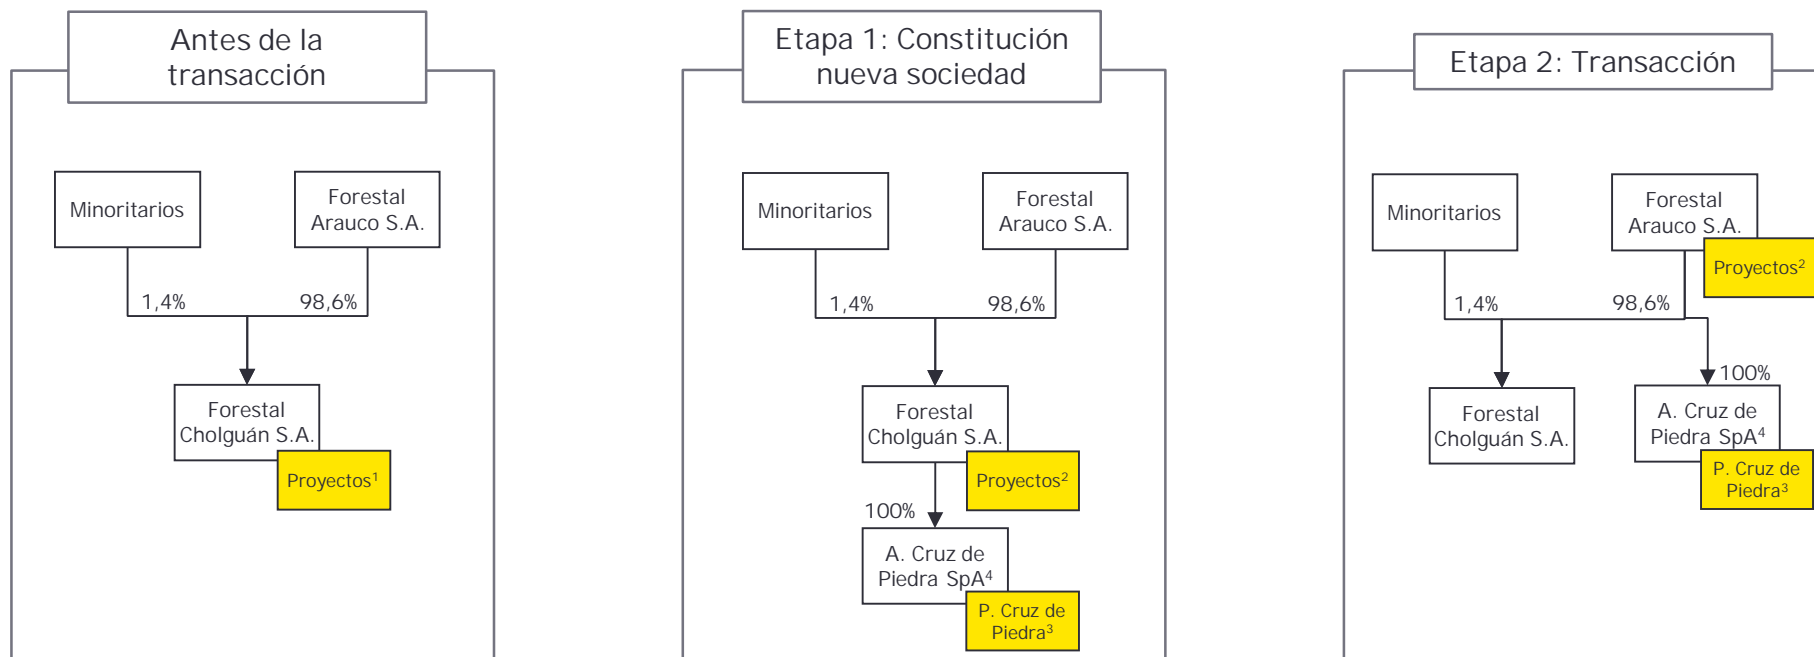 Antes de la
transacción
Minoritarios
Forestal
Arauco S.A.
1,4%
98,6%
Forestal
Cholguán S.A.
Proyectos¹
Etapa 1: Constitución
nueva sociedad
Minoritarios
Forestal
Arauco S.A.
1,4%
98,6%
Forestal
Cholguán S.A.
Proyectos²
100%
A. Cruz de
Piedra SpA⁴
P. Cruz de
Piedra³
Etapa 2: Transacción
Minoritarios
Forestal
Arauco S.A.
Proyectos²
1,4%
98,6%
100%
Forestal
Cholguán S.A.
A. Cruz de
Piedra SpA⁴
P. Cruz de
Piedra³